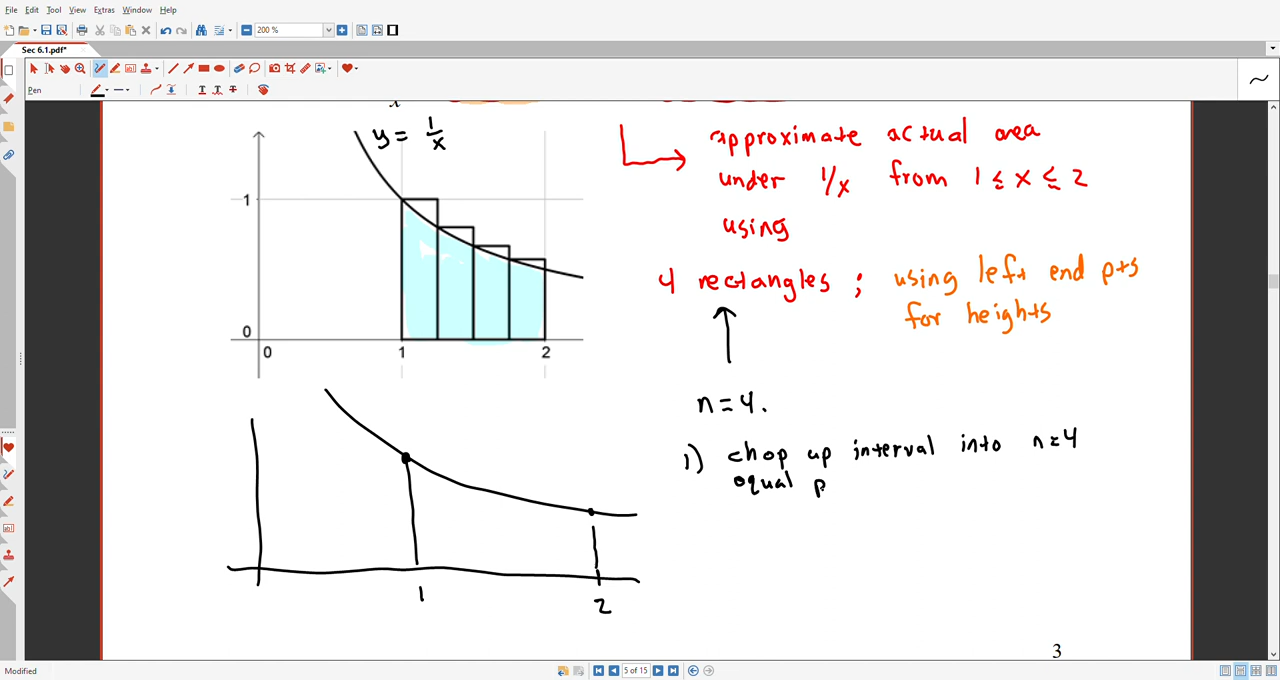 File Edit Tool View Extras Window Help
200 %
Sec 6.1.pdf*
Pen
x
y = 1/x
1
0
0 1 2
approximate actual area
under 1/x from 1 ≤ x ≤ 2
using
4 rectangles ; using left end pts
for heights
n = 4.
1) chop up interval into n=4
equal p
1 2
3
Modified
5 of 15